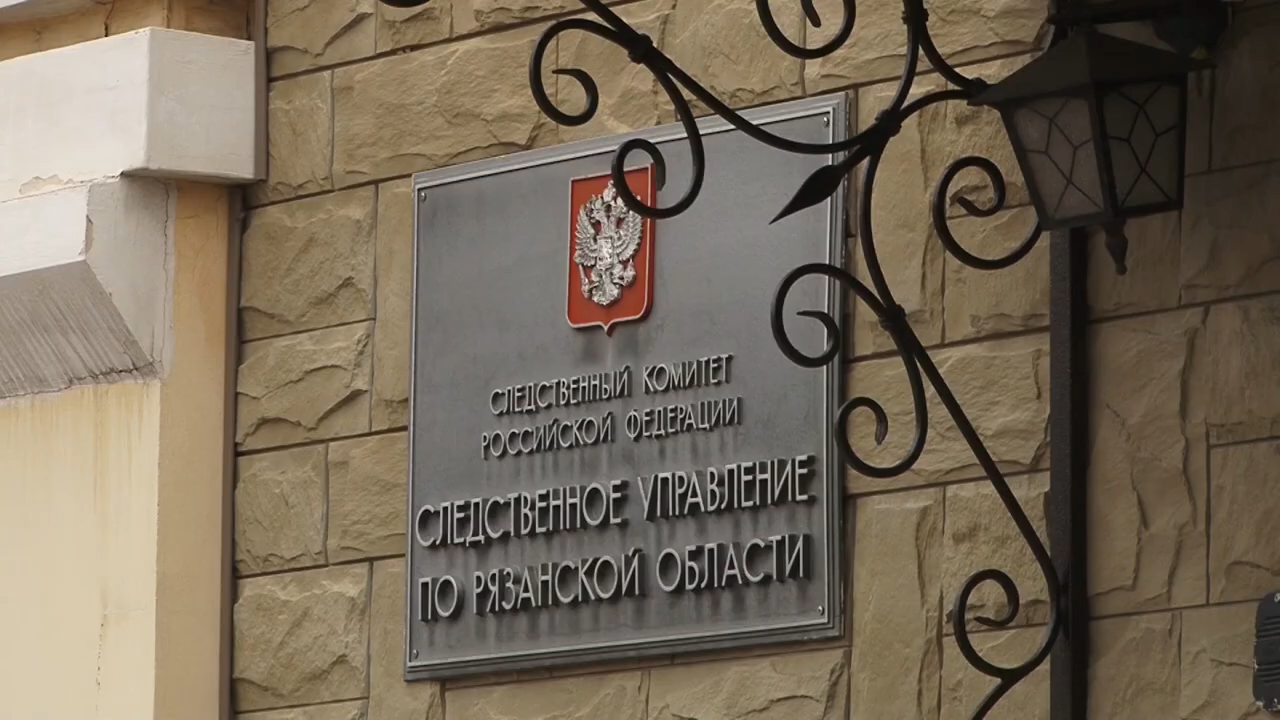 СЛЕДСТВЕННЫЙ КОМИТЕТ
РОССИЙСКОЙ ФЕДЕРАЦИИ
СЛЕДСТВЕННОЕ УПРАВЛЕНИЕ
ПО РЯЗАНСКОЙ ОБЛАСТИ